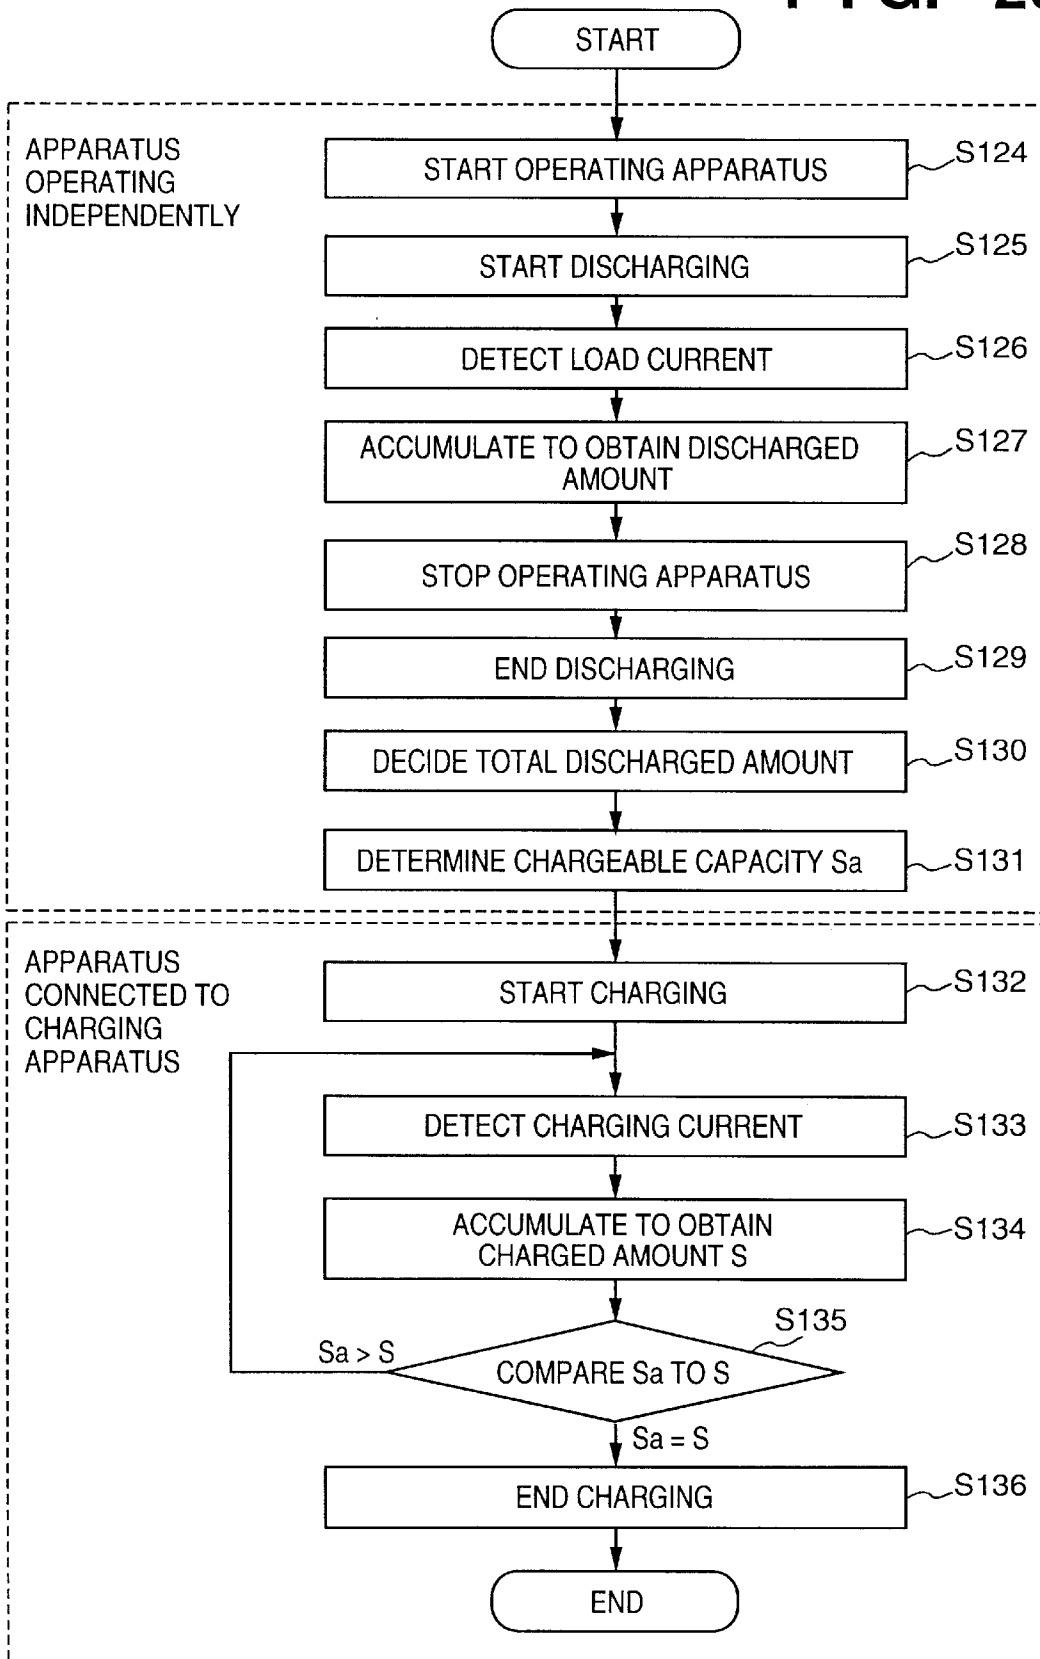 START
APPARATUS
OPERATING
INDEPENDENTLY
START OPERATING APPARATUS
S124
START DISCHARGING
S125
DETECT LOAD CURRENT
S126
ACCUMULATE TO OBTAIN DISCHARGED
AMOUNT
S127
STOP OPERATING APPARATUS
S128
END DISCHARGING
S129
DECIDE TOTAL DISCHARGED AMOUNT
S130
DETERMINE CHARGEABLE CAPACITY Sa
S131
APPARATUS
CONNECTED TO
CHARGING
APPARATUS
START CHARGING
S132
DETECT CHARGING CURRENT
S133
ACCUMULATE TO OBTAIN
CHARGED AMOUNT S
S134
S135
Sa > S
COMPARE Sa TO S
Sa = S
END CHARGING
S136
END